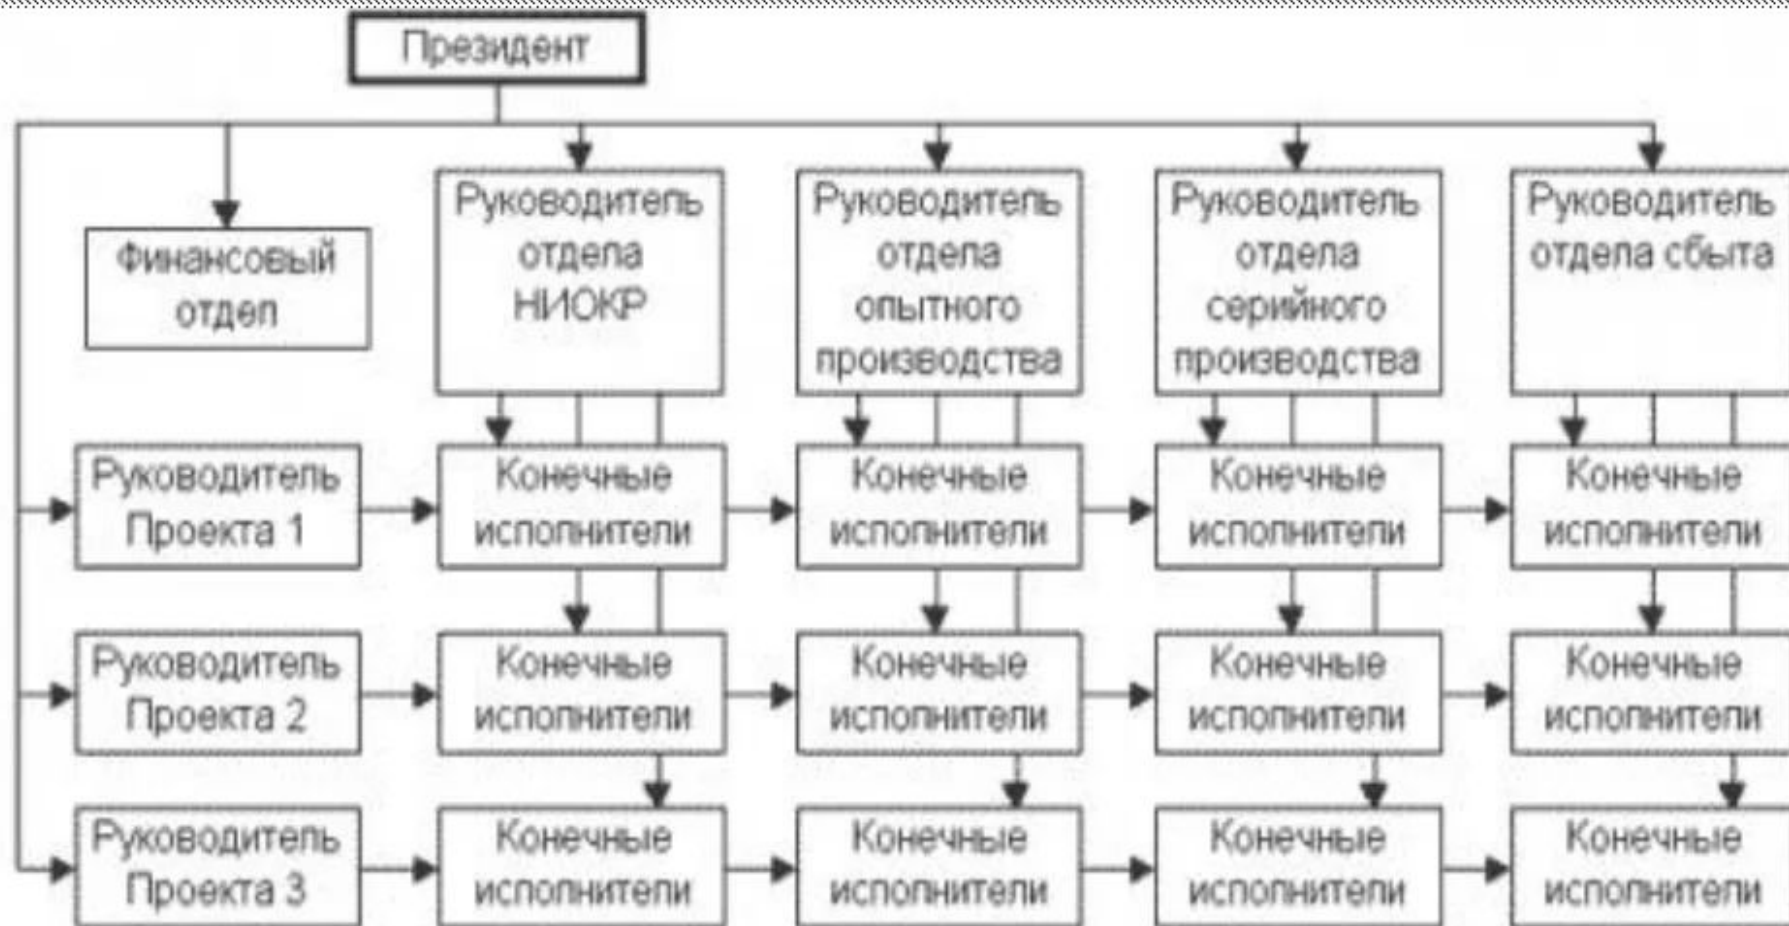 Президент
Финансовый
отдел
Руководитель
отдела
НИОКР
Руководитель
отдела
опытного
производства
Руководитель
отдела
серийного
производства
Руководитель
отдела сбыта
Руководитель
Проекта 1
Конечные
исполнители
Конечные
исполнители
Конечные
исполнители
Конечные
исполнители
Руководитель
Проекта 2
Конечные
исполнители
Конечные
исполнители
Конечные
исполнители
Конечные
исполнители
Руководитель
Проекта 3
Конечные
исполнители
Конечные
исполнители
Конечные
исполнители
Конечные
исполнители